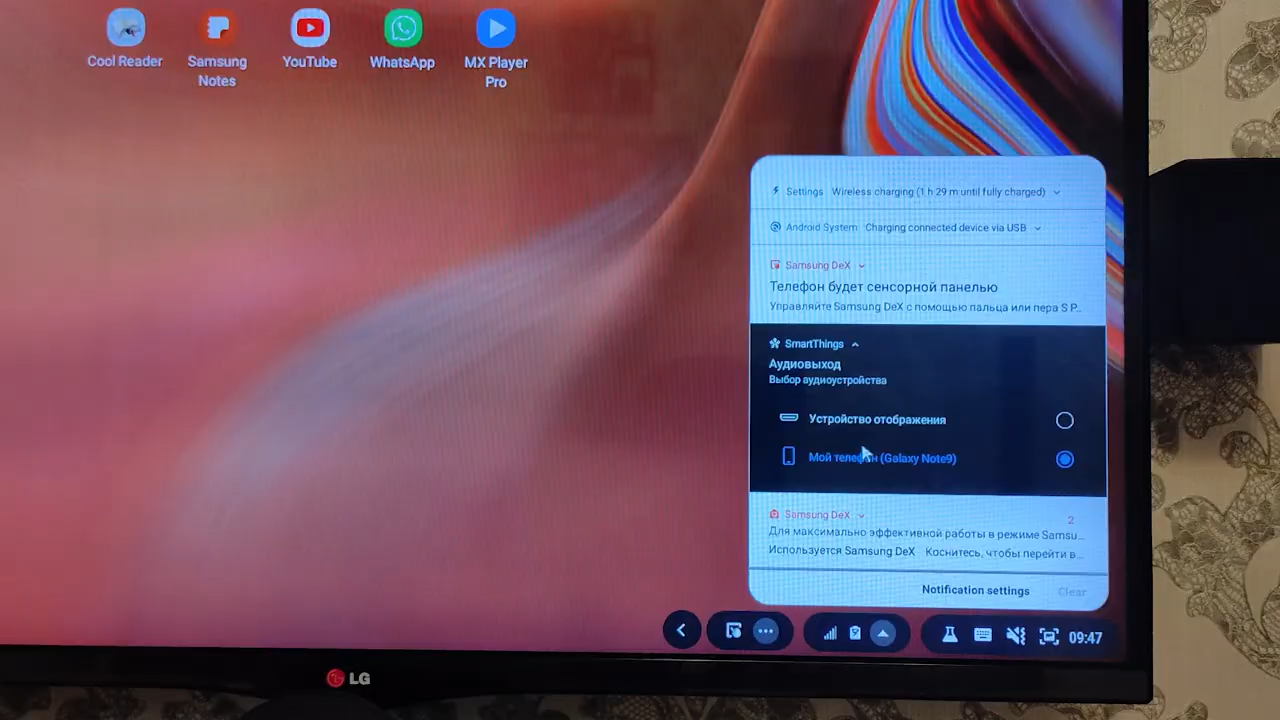 Cool Reader
Samsung Notes
YouTube
WhatsApp
MX Player Pro
Settings Wireless charging (1 h 29 m until fully charged)
Android System Charging connected device via USB
Samsung DeX
Телефон будет сенсорной панелью
Управляйте Samsung DeX с помощью пальца или пера S P..
SmartThings
Аудиовыход
Выбор аудиоустройства
Устройство отображения
Мой телефон (Galaxy Note9)
Samsung DeX 2
Для максимально эффективной работы в режиме Samsu...
Используется Samsung DeX Коснитесь, чтобы перейти в...
Notification settings Clear
09:47
LG